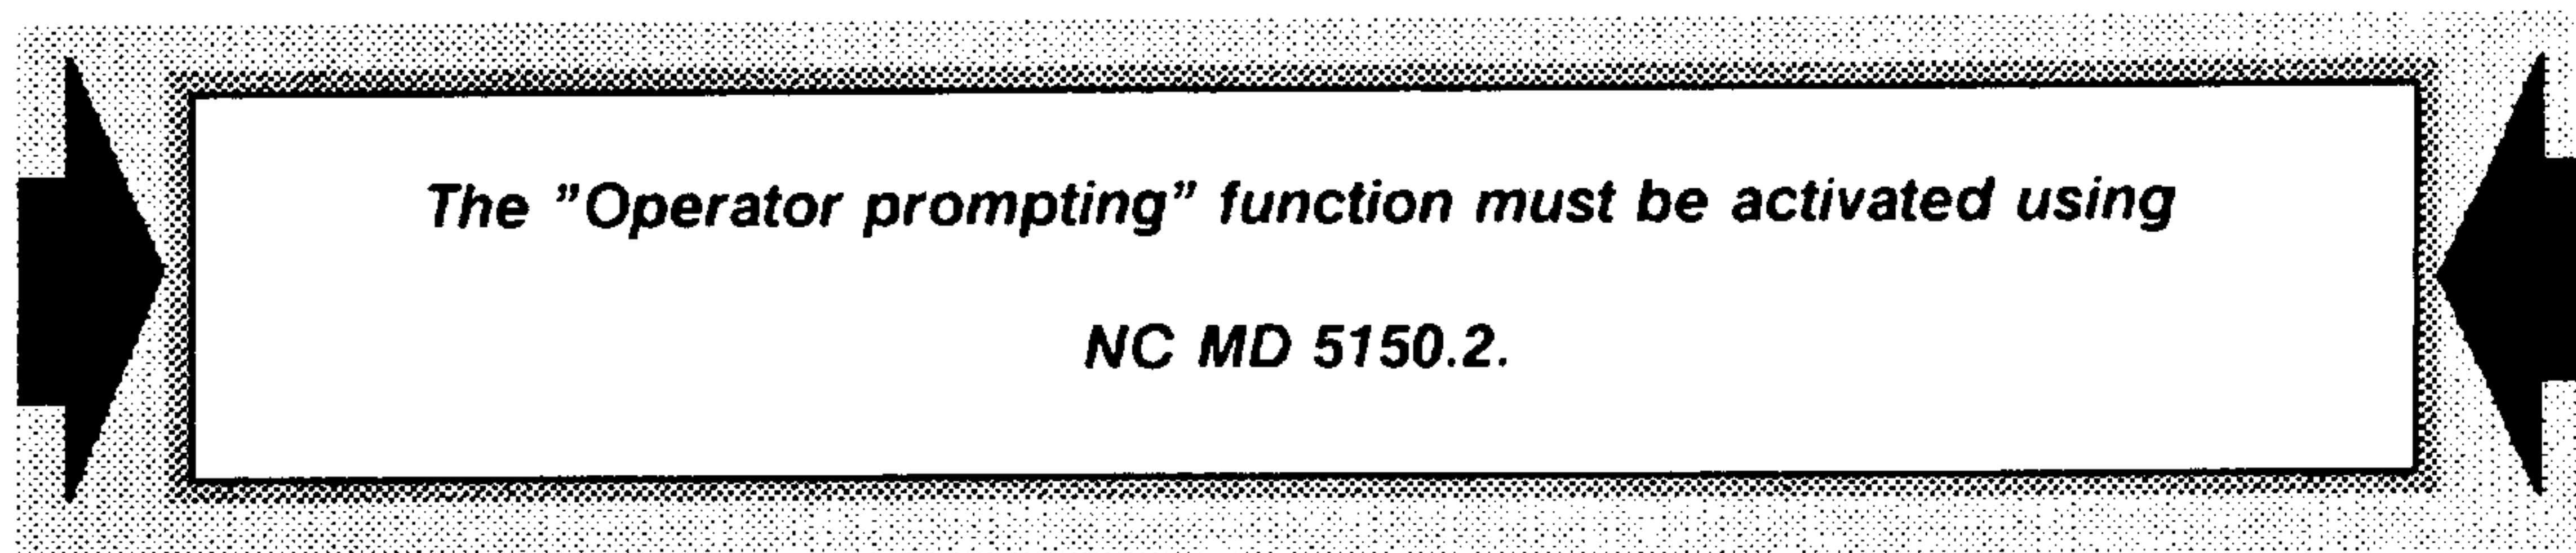 The ”Operator prompting” function must be activated using
NC MD 5150.2.